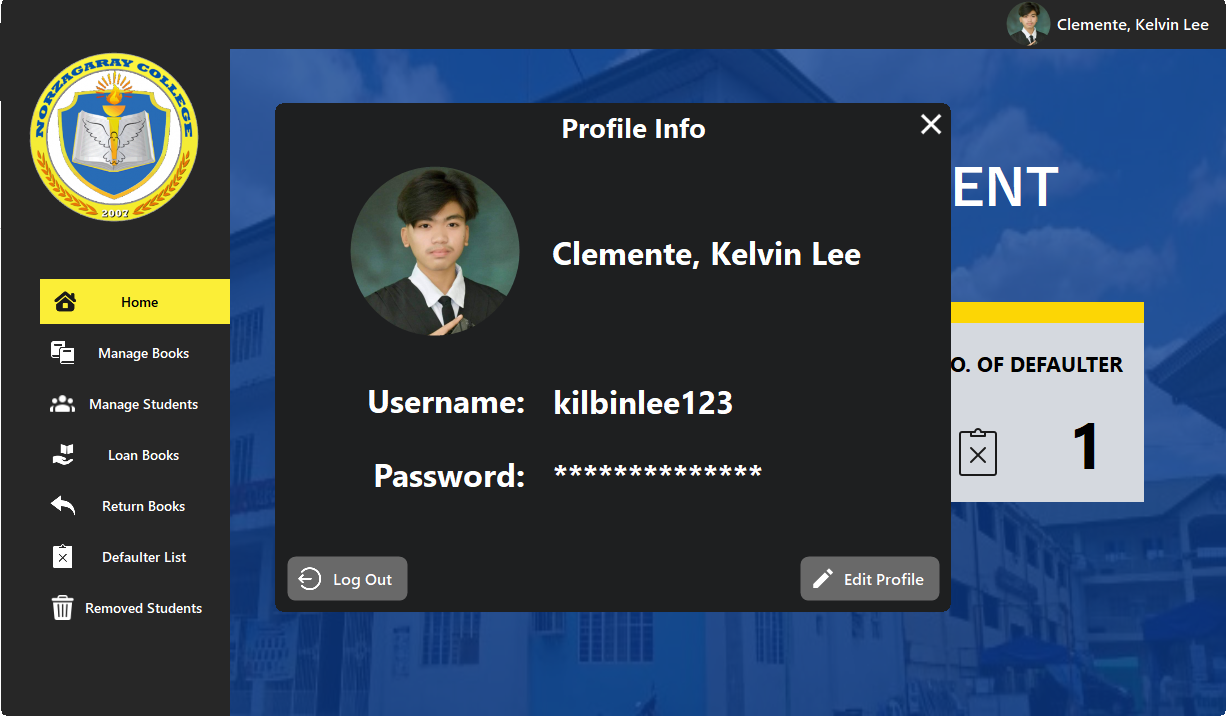 Clemente, Kelvin Lee
NORZAGARAY COLLEGE
2007
Home
Manage Books
Manage Students
Loan Books
Return Books
Defaulter List
Removed Students
Profile Info
Clemente, Kelvin Lee
Username: kilbinlee123
Password: **************
Log Out
Edit Profile
ENT
O. OF DEFAULTER
1